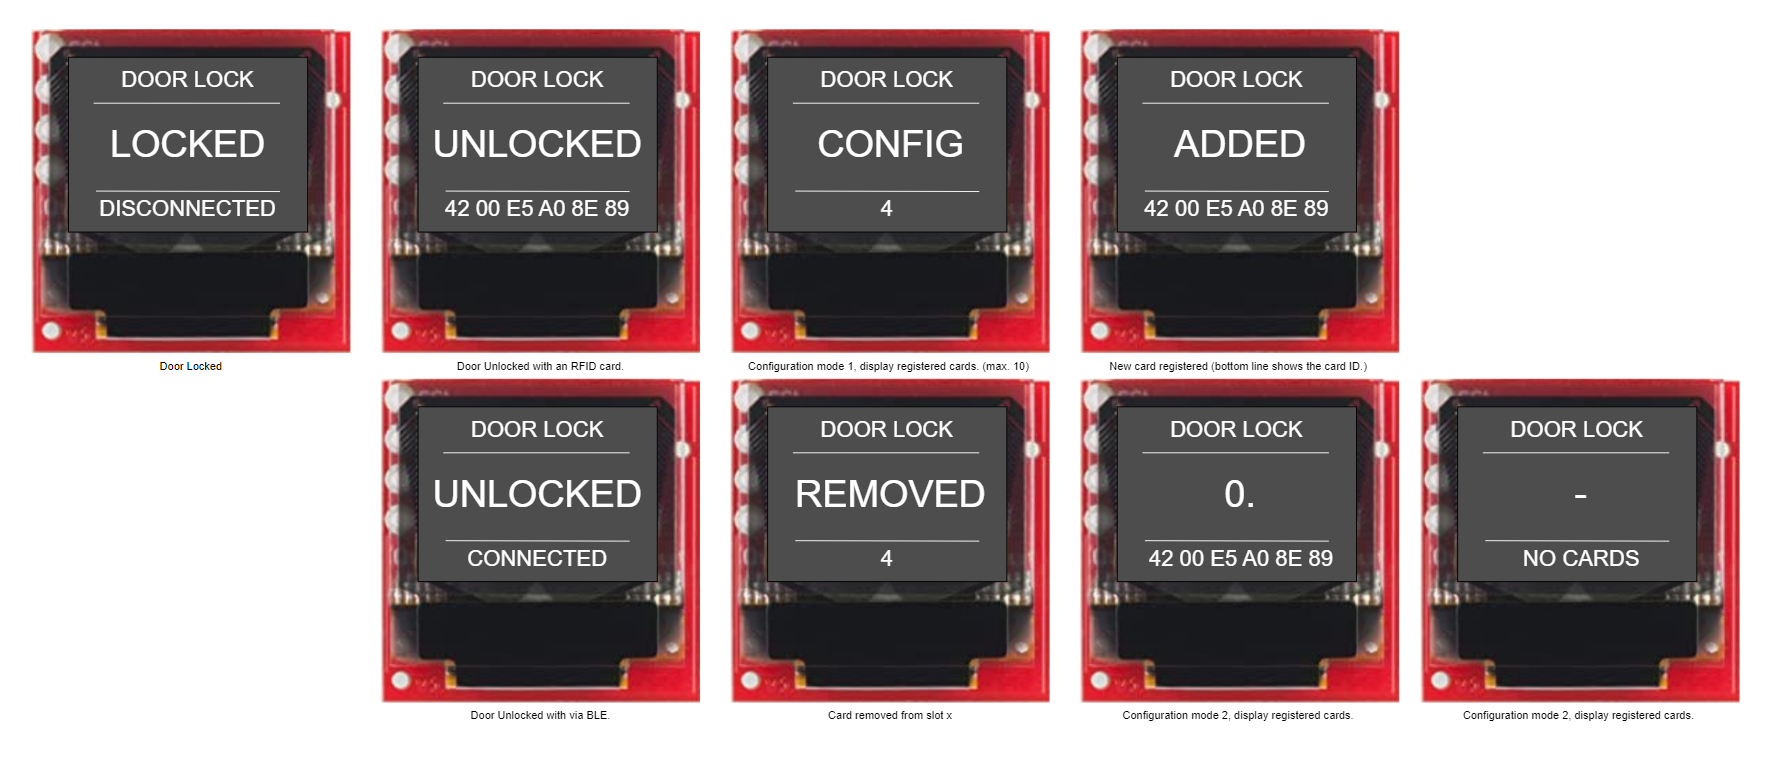 DOOR LOCK
LOCKED
DISCONNECTED
Door Locked
DOOR LOCK
UNLOCKED
42 00 E5 A0 8E 89
Door Unlocked with an RFID card.
DOOR LOCK
CONFIG
4
Configuration mode 1, display registered cards. (max. 10)
DOOR LOCK
ADDED
42 00 E5 A0 8E 89
New card registered (bottom line shows the card ID.)
DOOR LOCK
UNLOCKED
CONNECTED
Door Unlocked with via BLE.
DOOR LOCK
REMOVED
4
Card removed from slot x
DOOR LOCK
0.
42 00 E5 A0 8E 89
Configuration mode 2, display registered cards.
DOOR LOCK
-
NO CARDS
Configuration mode 2, display registered cards.